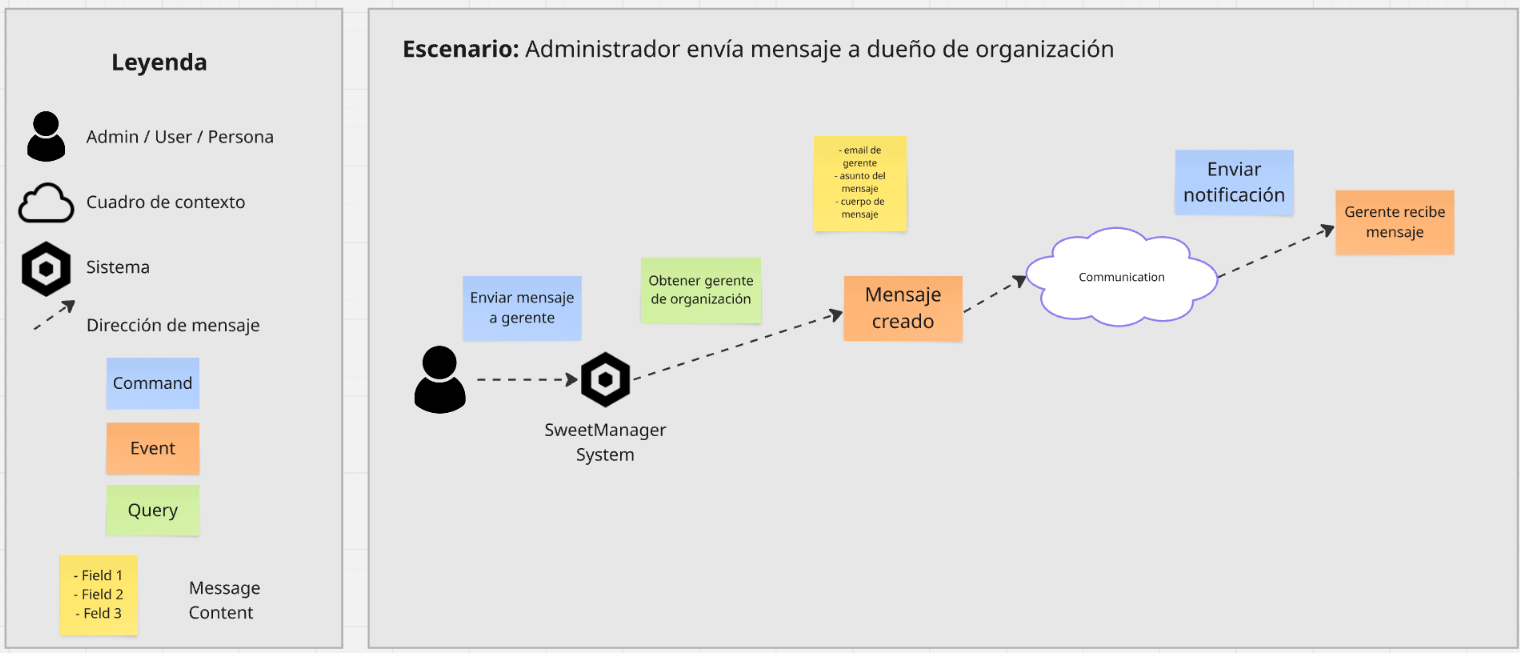 Leyenda
Admin / User / Persona
Cuadro de contexto
Sistema
Dirección de mensaje
Command
Event
Query
- Field 1
- Field 2
- Feld 3
Message
Content
Escenario: Administrador envía mensaje a dueño de organización
Enviar mensaje
a gerente
SweetManager
System
Obtener gerente
de organización
- email de
gerente
- asunto del
mensaje
- cuerpo de
mensaje
Mensaje
creado
Communication
Enviar
notificación
Gerente recibe
mensaje